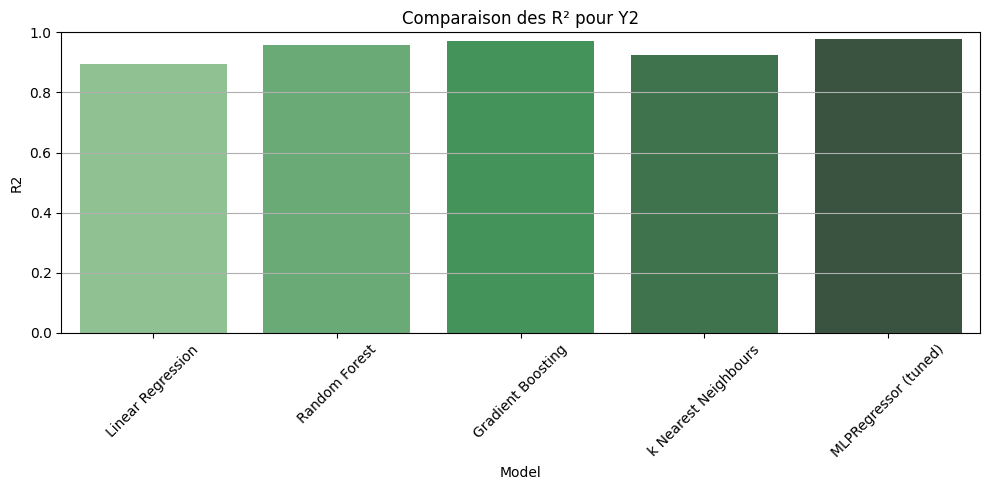 Comparaison des R² pour Y2
1.0
0.8
0.6
0.4
0.2
0.0
R2
Linear Regression
Random Forest
Gradient Boosting
k Nearest Neighbours
MLPRegressor (tuned)
Model